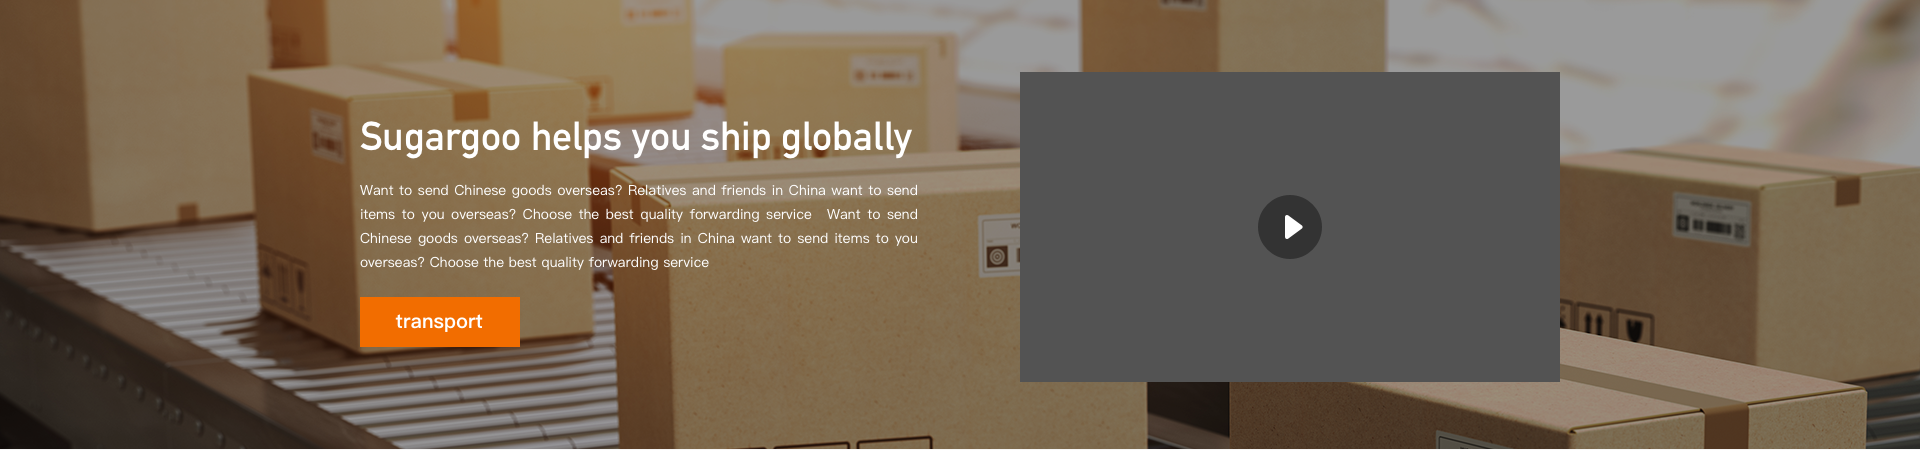 Sugargoo helps you ship globally
Want to send Chinese goods overseas? Relatives and friends in China want to send
items to you overseas? Choose the best quality forwarding service  Want to send
Chinese goods overseas? Relatives and friends in China want to send items to you
overseas? Choose the best quality forwarding service
transport